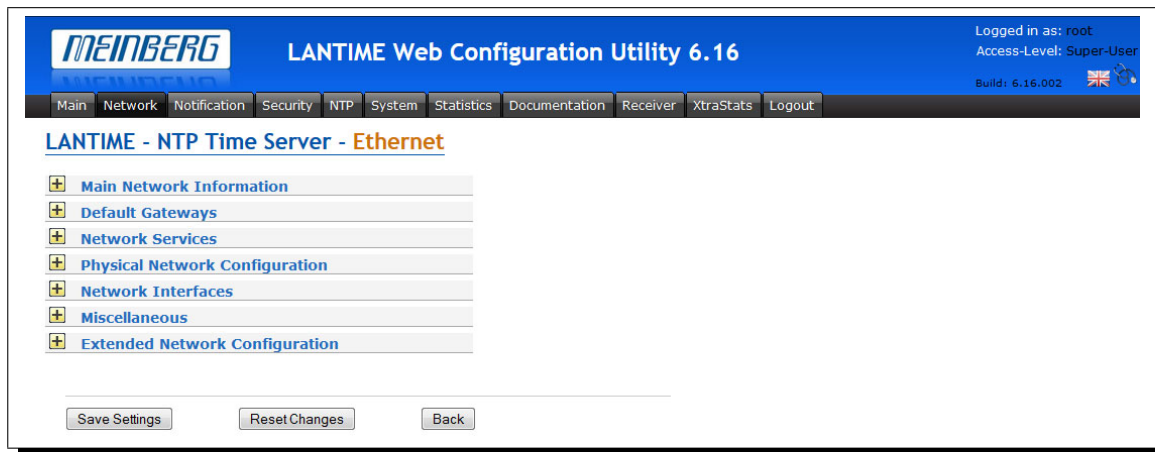 MEINBERG
LANTIME Web Configuration Utility 6.16
Logged in as: root
Access-Level: Super-User
Build: 6.16.002
Main Network Notification Security NTP System Statistics Documentation Receiver XtraStats Logout
LANTIME - NTP Time Server - Ethernet
Main Network Information
Default Gateways
Network Services
Physical Network Configuration
Network Interfaces
Miscellaneous
Extended Network Configuration
Save Settings Reset Changes Back